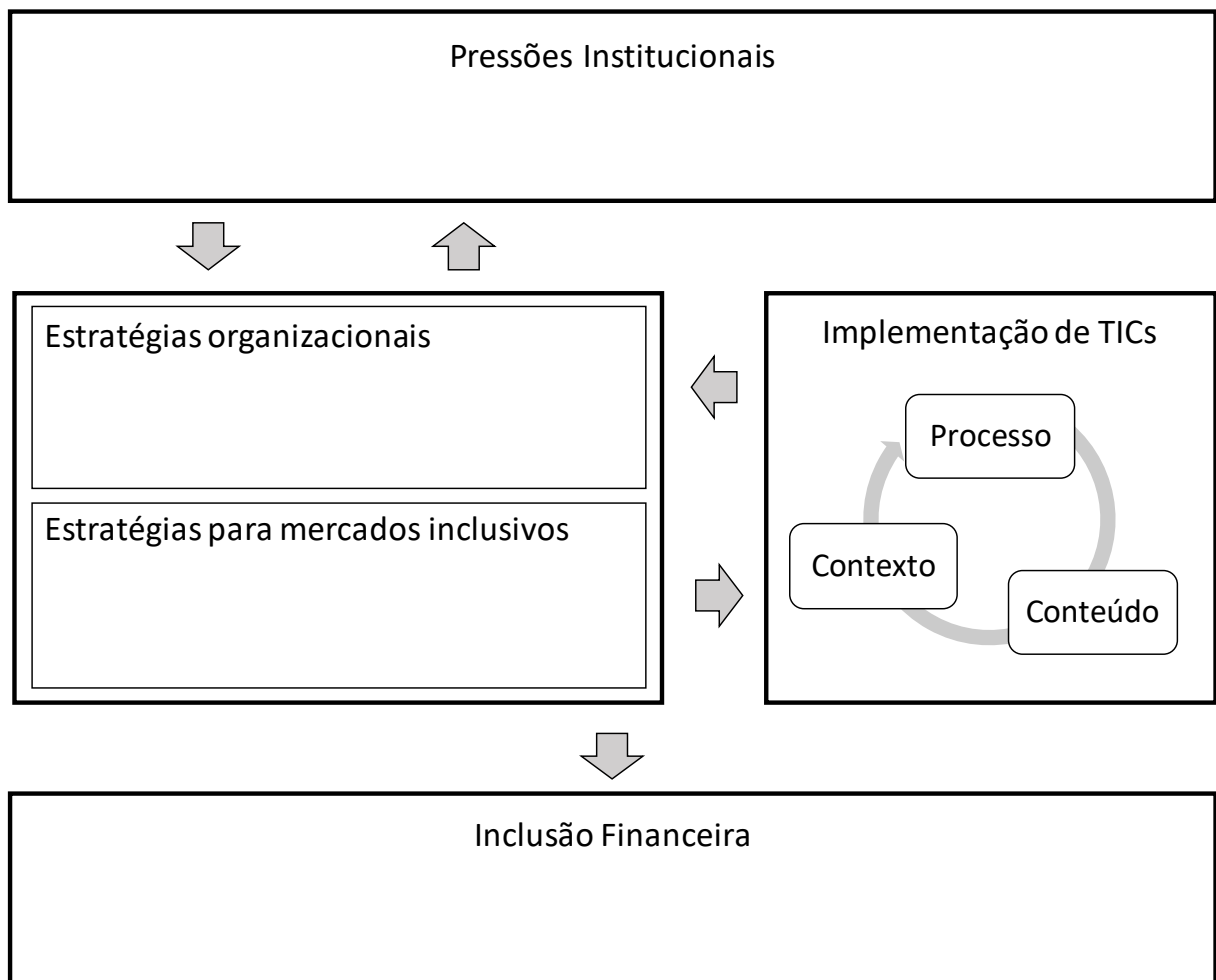 Pressões Institucionais
Estratégias organizacionais
Estratégias para mercados inclusivos
Implementação de TICs
Processo
Contexto
Conteúdo
Inclusão Financeira